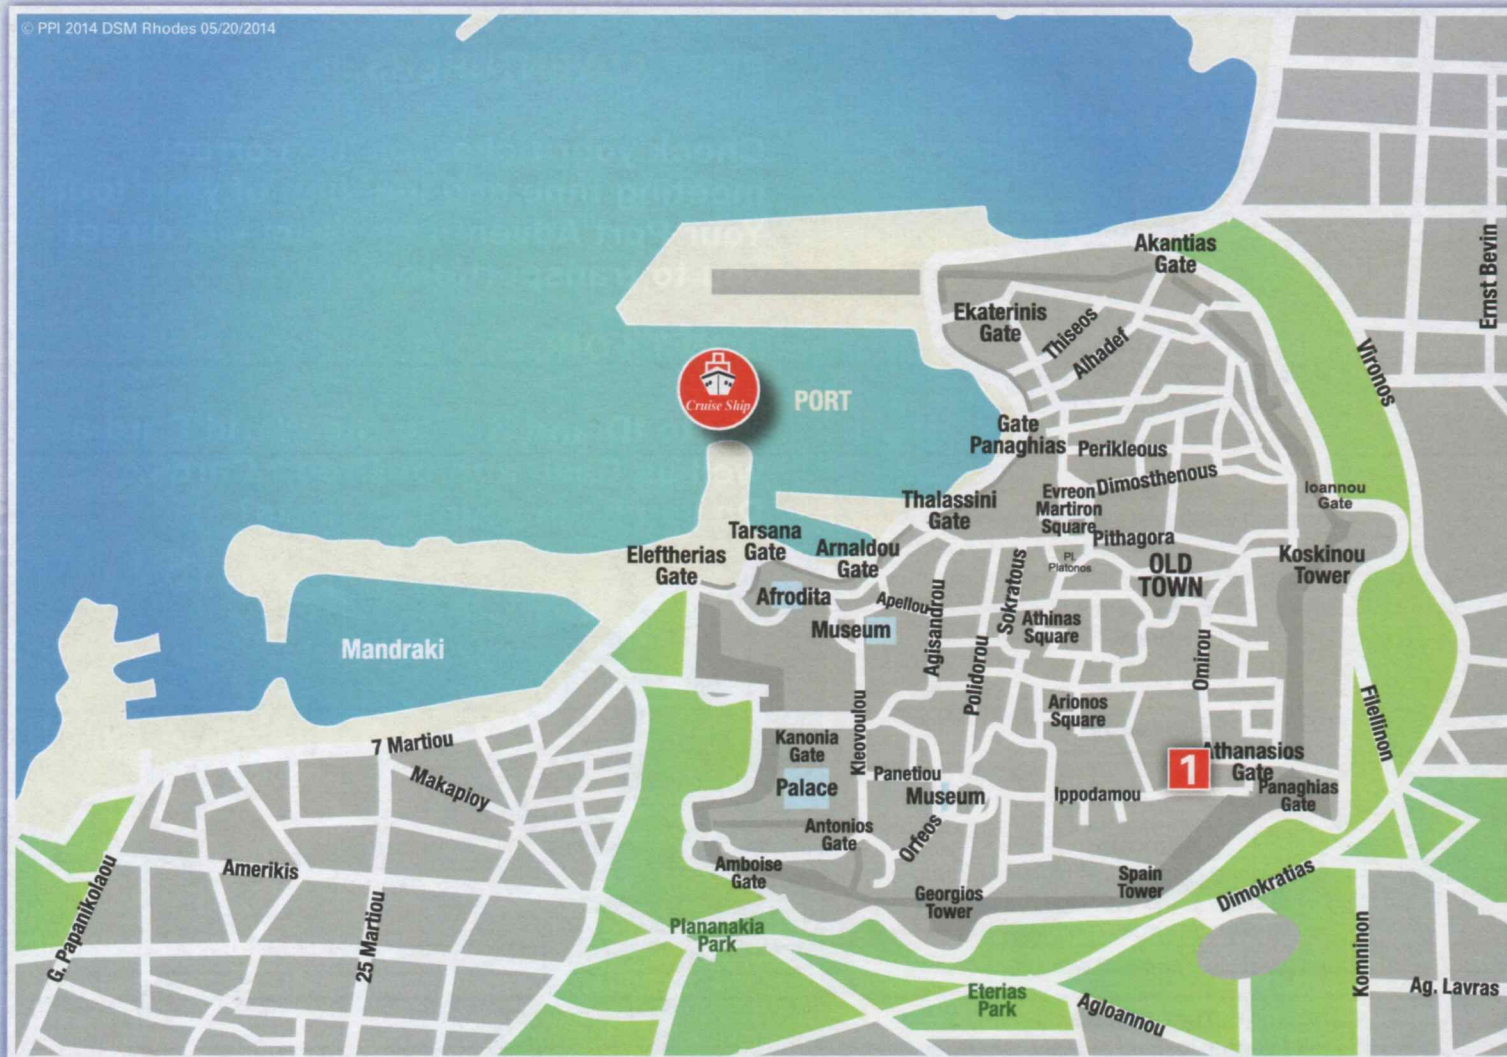 © PPI 2014 DSM Rhodes 05/20/2014
Akantias
Gate
Ernst Bevin
Ekaterinis
Gate
Thiseos
Alhadef
Vironos
Cruise Ship
PORT
Gate
Panaghias
Perikleous
Dimosthenous
Evreon
Martiron
Square
Ioannou
Gate
Thalassini
Gate
Pithagora
Tarsana
Gate
Arnaldou
Gate
Eleftherias
Gate
Pl.
Platonos
OLD
TOWN
Koskinou
Tower
Afrodita
Apellou
Museum
Agisandrou
Sokratous
Athinas
Square
Mandraki
Polidorou
Omirou
Arionos
Square
Filellinon
7 Martiou
Makapioy
Kanonia
Gate
Kleovoulou
Palace
Panetiou
Museum
Ippodamou
1
Athanasios
Gate
Panaghias
Gate
Antonios
Gate
Orfeos
Amboise
Gate
Georgios
Tower
Spain
Tower
Dimokratias
G. Papanikolaou
Amerikis
25 Martiou
Plananakia
Park
Eterias
Park
Agloannou
Komninon
Ag. Lavras